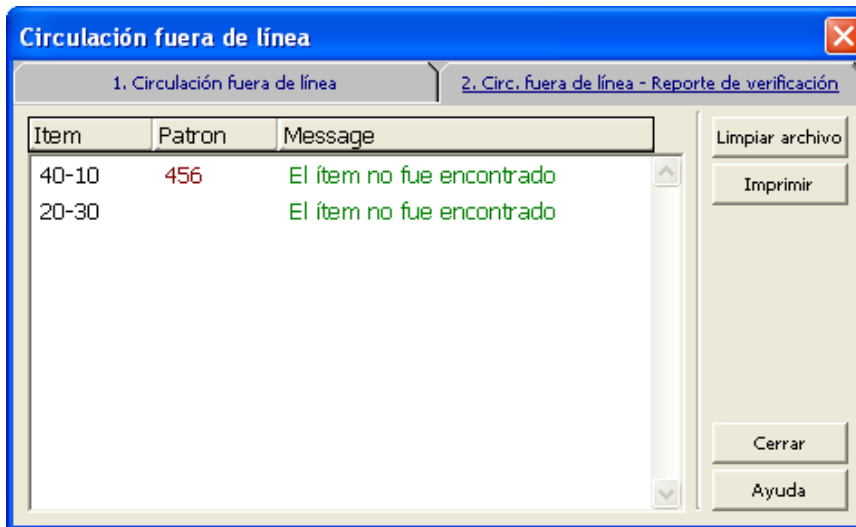 Circulación fuera de línea
1. Circulación fuera de línea
2. Circ. fuera de línea - Reporte de verificación
Item Patron Message
40-10 456 El ítem no fue encontrado
20-30 El ítem no fue encontrado
Limpiar archivo
Imprimir
Cerrar
Ayuda